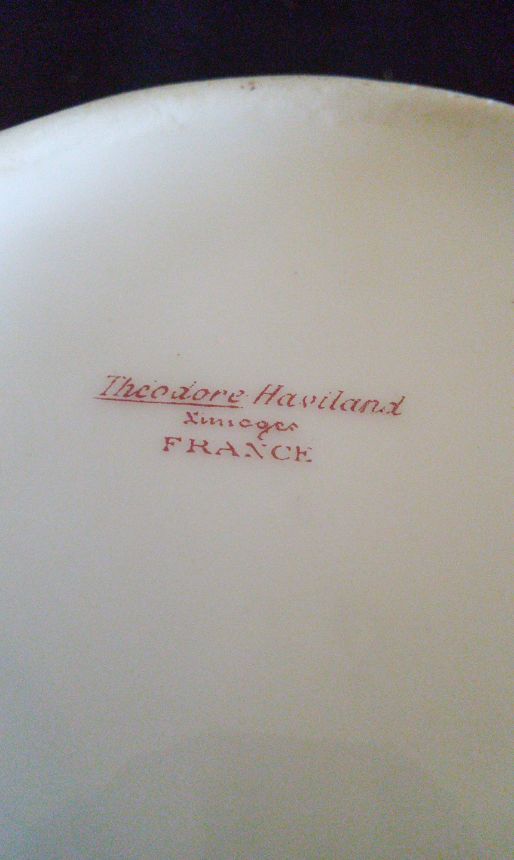 Theodore Haviland
Limoges
FRANCE